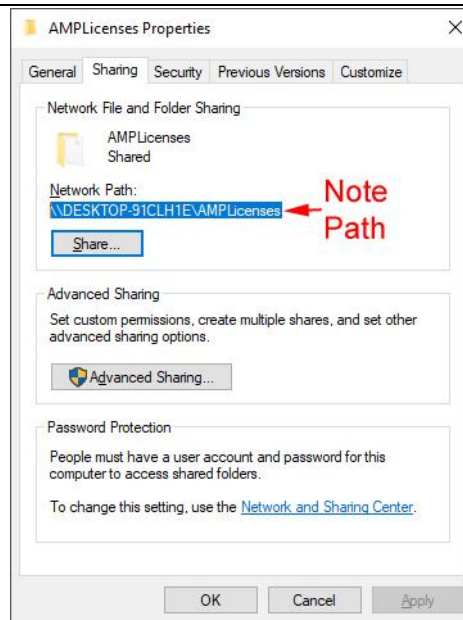 AMPLicenses Properties
General Sharing Security Previous Versions Customize
Network File and Folder Sharing
AMPLicenses
Shared
Network Path:
\\DESKTOP-91CLH1E\AMPLicenses
Note
Path
Share...
Advanced Sharing
Set custom permissions, create multiple shares, and set other
advanced sharing options.
Advanced Sharing...
Password Protection
People must have a user account and password for this
computer to access shared folders.
To change this setting, use the Network and Sharing Center.
OK Cancel Apply